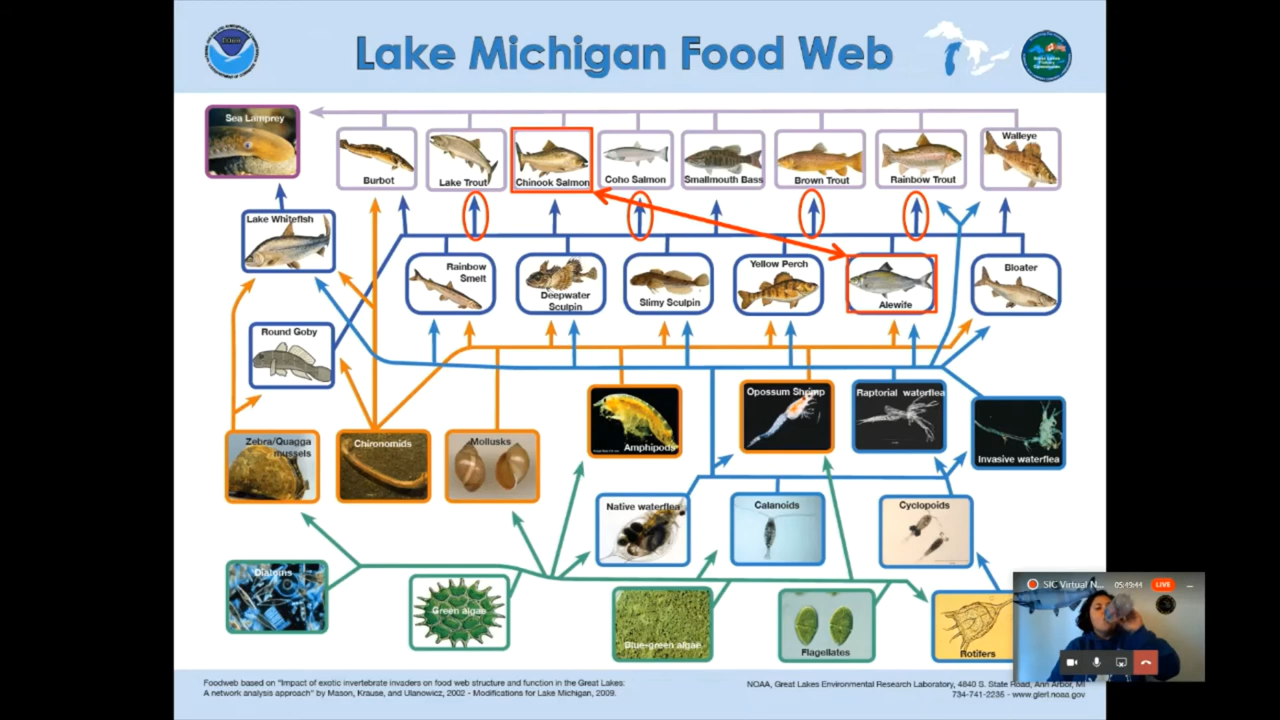 Lake Michigan Food Web
Sea Lamprey
Burbot
Lake Trout
Chinook Salmon
Coho Salmon
Smallmouth Bass
Brown Trout
Rainbow Trout
Walleye
Lake Whitefish
Rainbow
Smelt
Deepwater
Sculpin
Slimy Sculpin
Yellow Perch
Alewife
Bloater
Round Goby
Zebra/Quagga
mussels
Chironomids
Mollusks
Amphipods
Opossum Shrimp
Raptorial waterflea
Invasive waterflea
Native waterflea
Calanoids
Cyclopoids
Diatoms
Green algae
Blue-green algae
Flagellates
Rotifers
SIC Virtual N...
05:49:44
LIVE
Foodweb based on "Impact of exotic invertebrate invaders on food web structure and function in the Great Lakes:
A network analysis approach" by Mason, Krause, and Ulanowicz, 2002 - Modifications for Lake Michigan, 2009.
NOAA, Great Lakes Environmental Research Laboratory, 4840 S. State Road, Ann Arbor, MI
734-741-2235 - www.glerl.noaa.gov